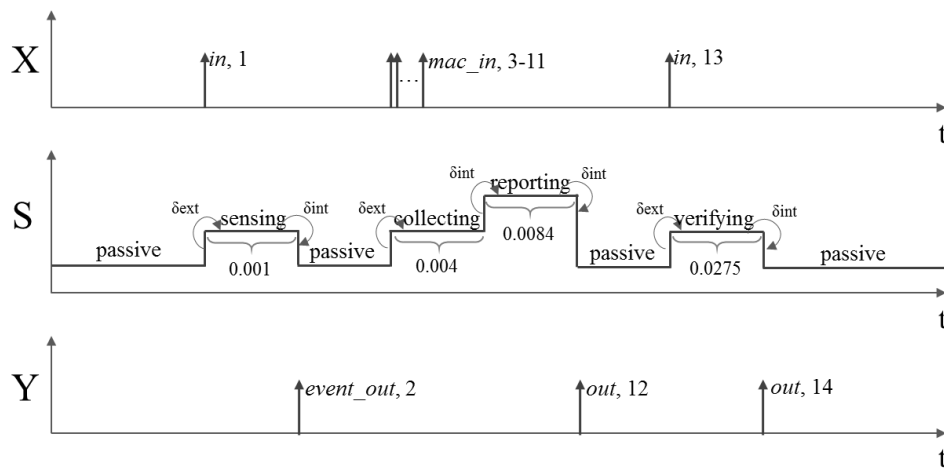 X
in, 1
...
mac_in, 3-11
in, 13
t
S
passive
δext
sensing
δint
0.001
passive
δext
collecting
0.004
δint
reporting
δint
0.0084
passive
δext
verifying
δint
0.0275
passive
t
Y
event_out, 2
out, 12
out, 14
t